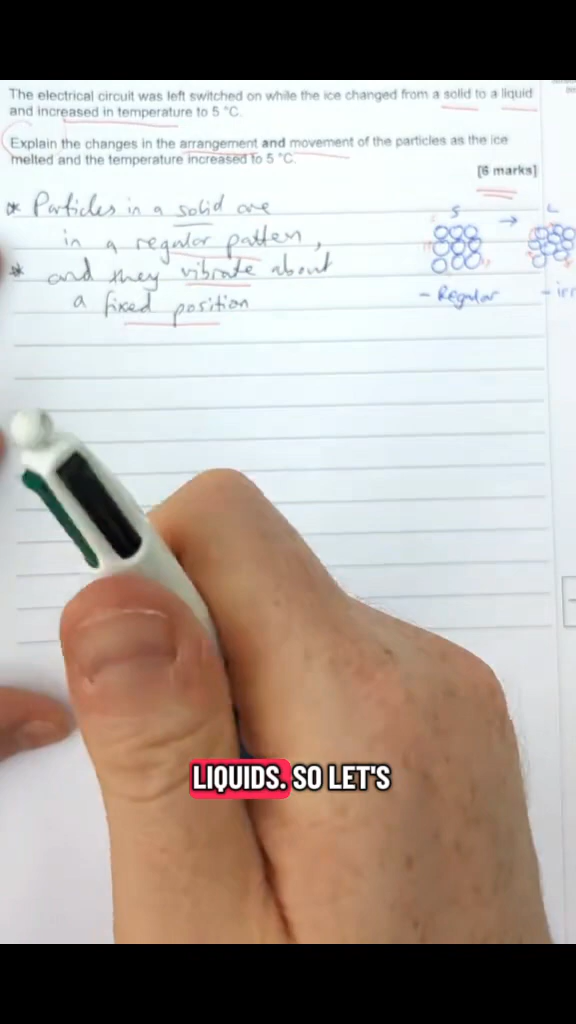 The electrical circuit was left switched on while the ice changed from a solid to a liquid
and increased in temperature to 5 °C.
Explain the changes in the arrangement and movement of the particles as the ice
melted and the temperature increased to 5 °C.
[6 marks]
* Particles in a solid are
in a regular pattern,
* and they vibrate about
a fixed position
S → L
- Regular - irr
LIQUIDS. SO LET'S